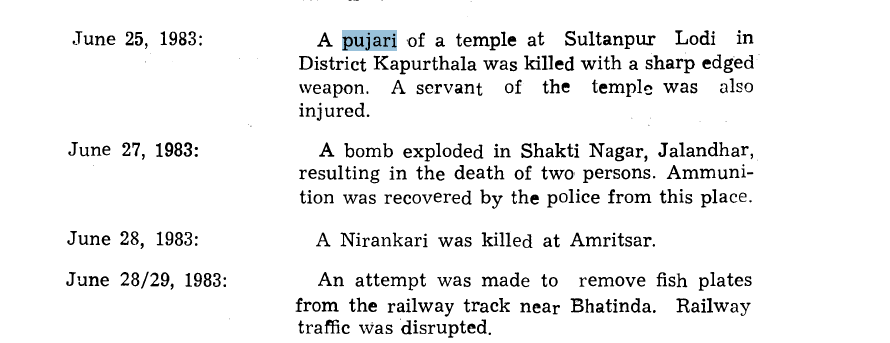 June 25, 1983: A pujari of a temple at Sultanpur Lodi in
District Kapurthala was killed with a sharp edged
weapon. A servant of the temple was also
injured.
June 27, 1983: A bomb exploded in Shakti Nagar, Jalandhar,
resulting in the death of two persons. Ammuni-
tion was recovered by the police from this place.
June 28, 1983: A Nirankari was killed at Amritsar.
June 28/29, 1983: An attempt was made to remove fish plates
from the railway track near Bhatinda. Railway
traffic was disrupted.